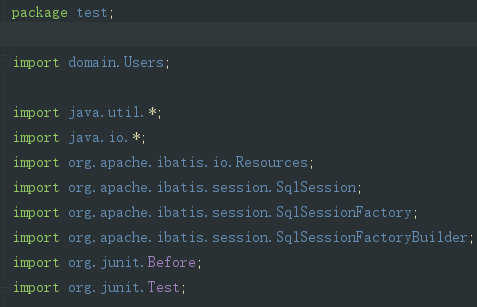 package test;
import domain.Users;
import java.util.*;
import java.io.*;
import org.apache.ibatis.io.Resources;
import org.apache.ibatis.session.SqlSession;
import org.apache.ibatis.session.SqlSessionFactory;
import org.apache.ibatis.session.SqlSessionFactoryBuilder;
import org.junit.Before;
import org.junit.Test;